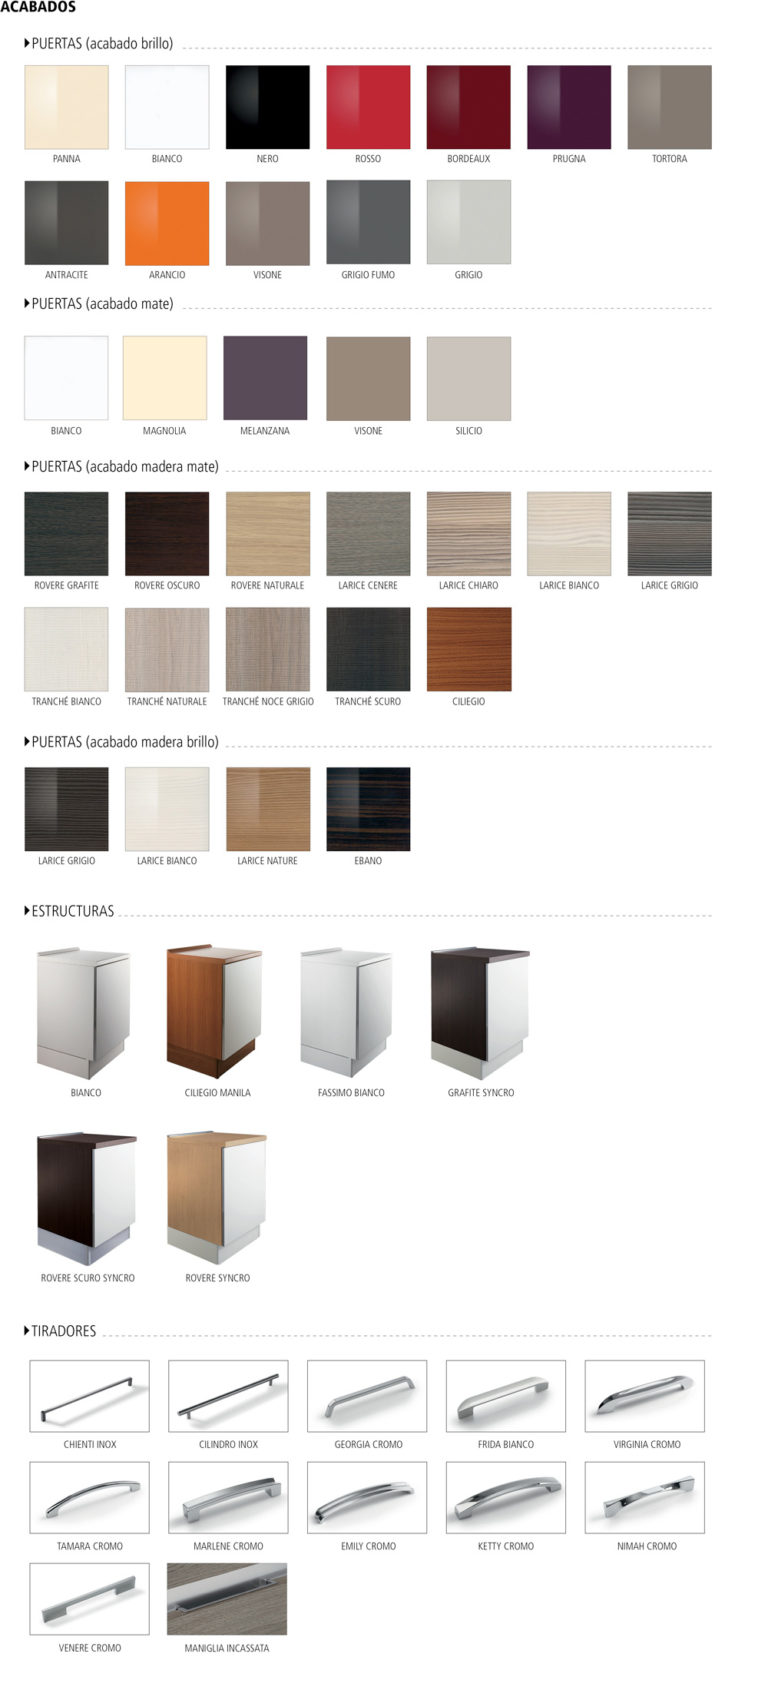 ACABADOS
PUERTAS (acabado brillo)
PANNA BIANCO NERO ROSSO BORDEAUX PRUGNA TORTORA
ANTRACITE ARANCIO VISONE GRIGIO FUMO GRIGIO
PUERTAS (acabado mate)
BIANCO MAGNOLIA MELANZANA VISONE SILICIO
PUERTAS (acabado madera mate)
ROVERE GRAFITE ROVERE OSCURO ROVERE NATURALE LARICE CENERE LARICE CHIARO LARICE BIANCO LARICE GRIGIO
TRANCHÉ BIANCO TRANCHÉ NATURALE TRANCHÉ NOCE GRIGIO TRANCHÉ SCURO CILIEGIO
PUERTAS (acabado madera brillo)
LARICE GRIGIO LARICE BIANCO LARICE NATURE EBANO
ESTRUCTURAS
BIANCO CILIEGIO MANILA FASSIMO BIANCO GRAFITE SYNCRO
ROVERE SCURO SYNCRO ROVERE SYNCRO
TIRADORES
CHIENTI INOX CILINDRO INOX GEORGIA CROMO FRIDA BIANCO VIRGINIA CROMO
TAMARA CROMO MARLENE CROMO EMILY CROMO KETTY CROMO NIMAH CROMO
VENERE CROMO MANIGLIA INCASSATA